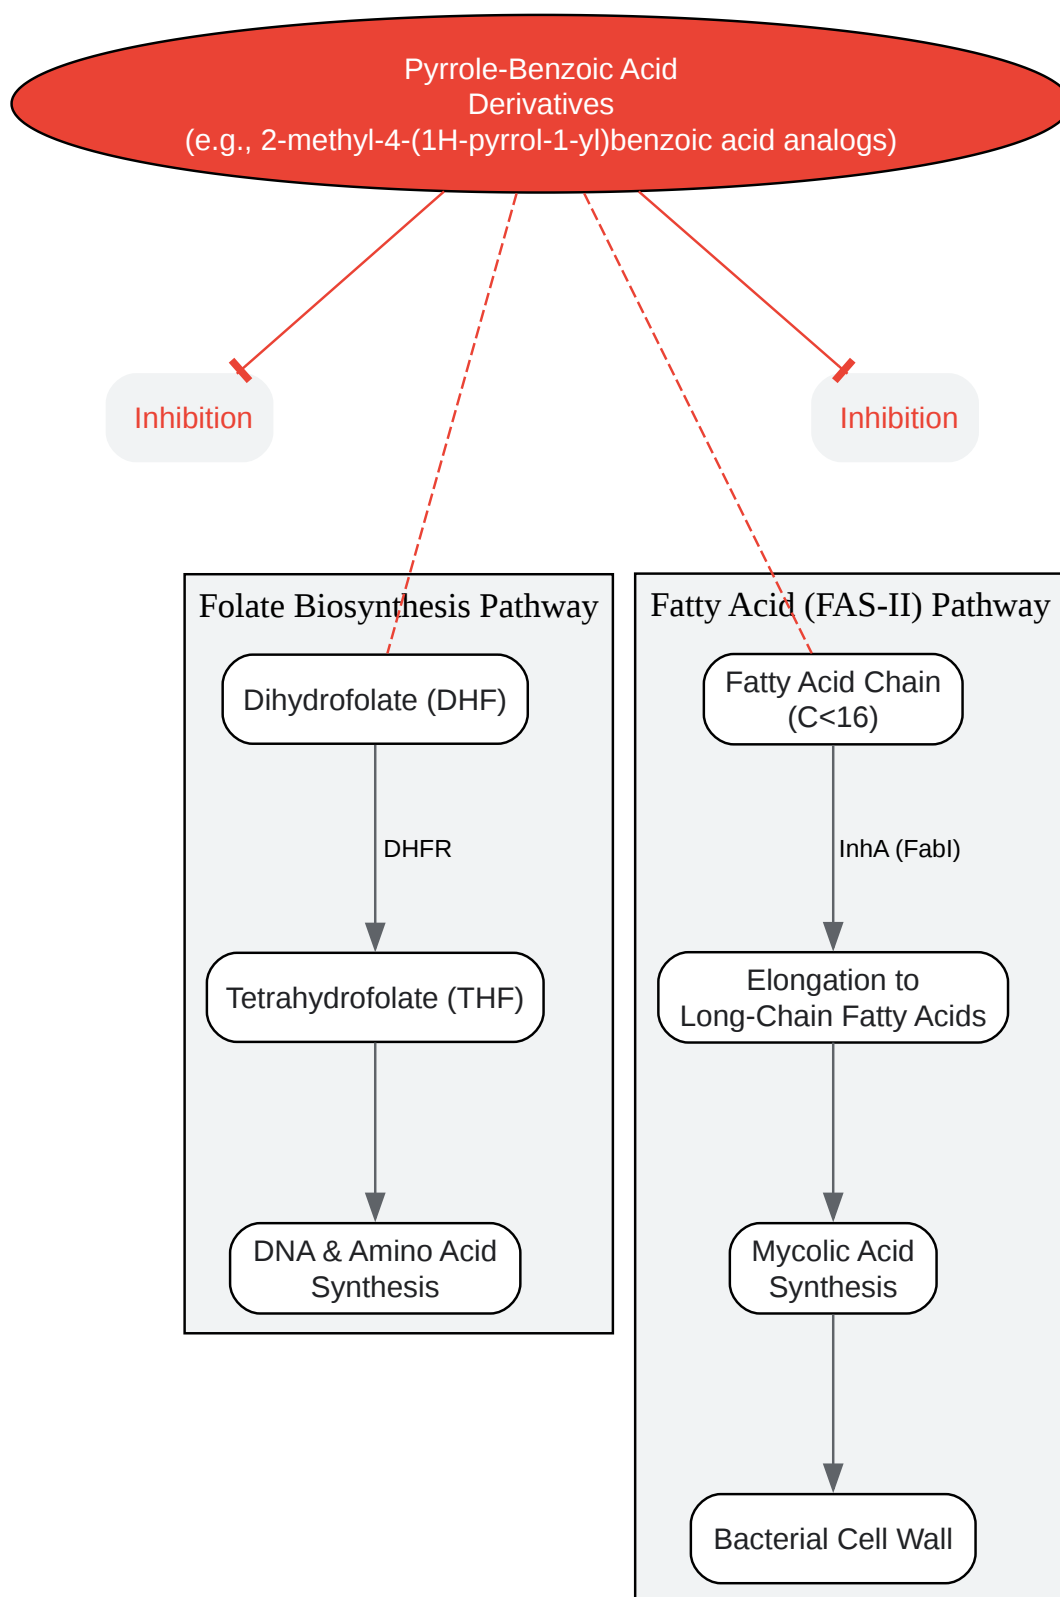 Pyrrole-Benzoic Acid
Derivatives
(e.g., 2-methyl-4-(1H-pyrrol-1-yl)benzoic acid analogs)
Inhibition
Inhibition
Folate Biosynthesis Pathway
Dihydrofolate (DHF)
DHFR
Tetrahydrofolate (THF)
DNA & Amino Acid
Synthesis
Fatty Acid (FAS-II) Pathway
Fatty Acid Chain
(C<16)
InhA (FabI)
Elongation to
Long-Chain Fatty Acids
Mycolic Acid
Synthesis
Bacterial Cell Wall